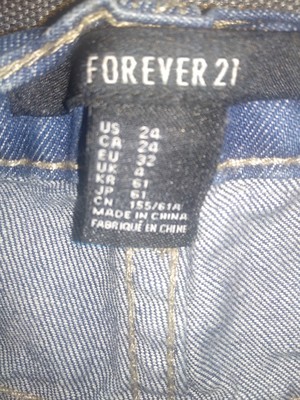 FOREVER 21
US 24
CA 24
EU 32
UK 4
KR 61
JP 61
CN 155/61A
MADE IN CHINA
FABRIQUÉ EN CHINE